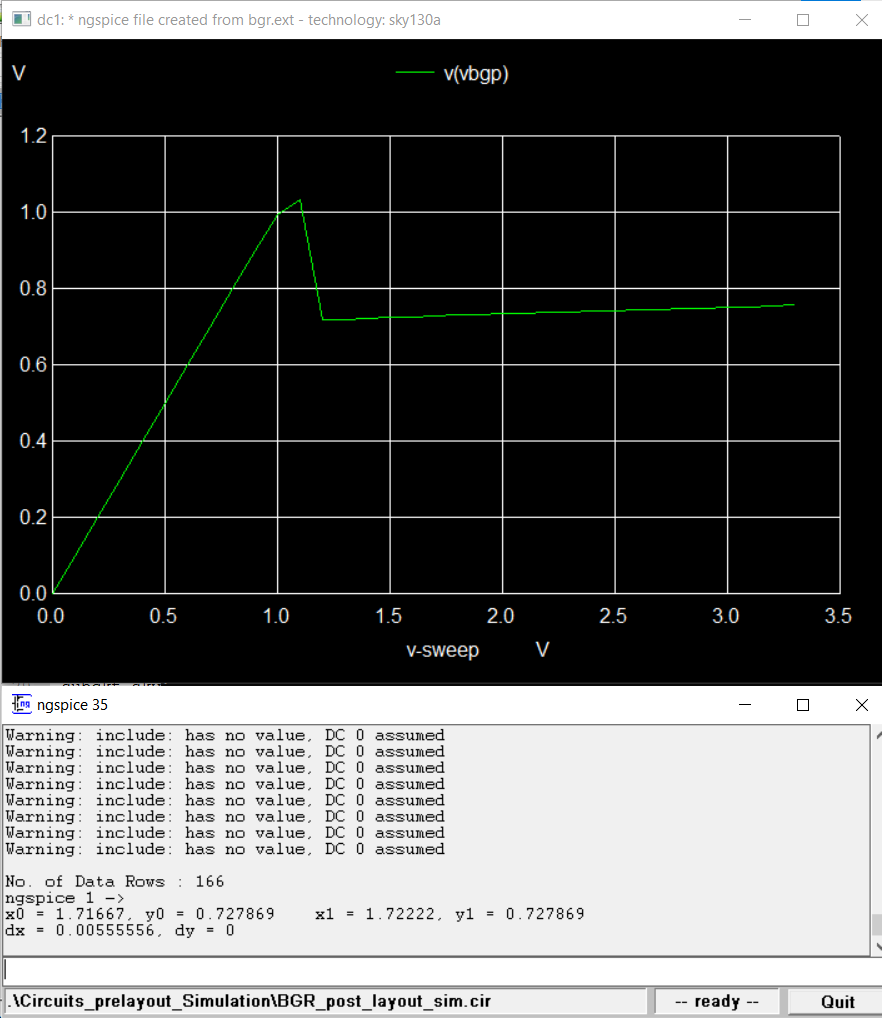 dc1: * ngspice file created from bgr.ext - technology: sky130a
V
v(vbgp)
1.2
1.0
0.8
0.6
0.4
0.2
0.0
0.0 0.5 1.0 1.5 2.0 2.5 3.0 3.5
v-sweep V
ngspice 35
Warning: include: has no value, DC 0 assumed
Warning: include: has no value, DC 0 assumed
Warning: include: has no value, DC 0 assumed
Warning: include: has no value, DC 0 assumed
Warning: include: has no value, DC 0 assumed
Warning: include: has no value, DC 0 assumed
Warning: include: has no value, DC 0 assumed
Warning: include: has no value, DC 0 assumed
No. of Data Rows : 166
ngspice 1 ->
x0 = 1.71667, y0 = 0.727869 x1 = 1.72222, y1 = 0.727869
dx = 0.00555556, dy = 0
.\Circuits_prelayout_Simulation\BGR_post_layout_sim.cir
-- ready --
Quit